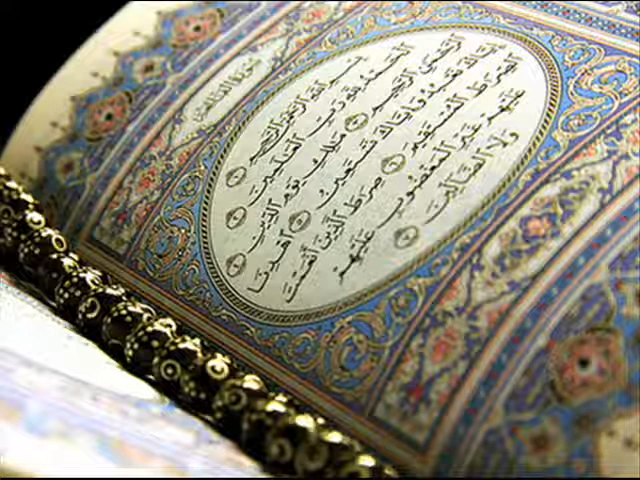 بسم الله الرحمن الرحيم
الحمد لله رب العالمين
الرحمن الرحيم ملك يوم الدين
إياك نعبد وإياك نستعين اهدنا
الصراط المستقيم صراط الذين أنعمت
عليهم غير المغضوب عليهم
ولا الضالين